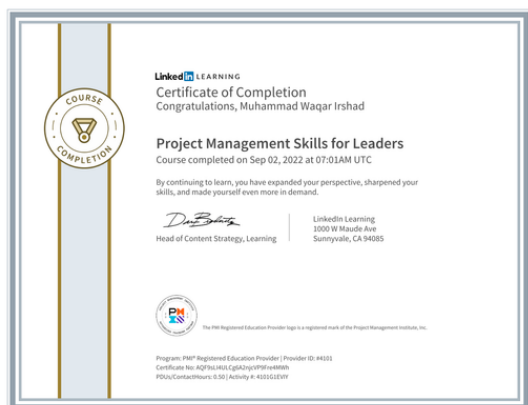 COURSE
COMPLETION
LinkedIn LEARNING
Certificate of Completion
Congratulations, Muhammad Waqar Irshad
Project Management Skills for Leaders
Course completed on Sep 02, 2022 at 07:01AM UTC
By continuing to learn, you have expanded your perspective, sharpened your
skills, and made yourself even more in demand.
Head of Content Strategy, Learning
LinkedIn Learning
1000 W Maude Ave
Sunnyvale, CA 94085
PMI
The PMI Registered Education Provider logo is a registered mark of the Project Management Institute, Inc.
Program: PMI® Registered Education Provider | Provider ID: #4101
Certificate No:
PDUs/ContactHours: 0.50 | Activity #: 4101G1EVIY